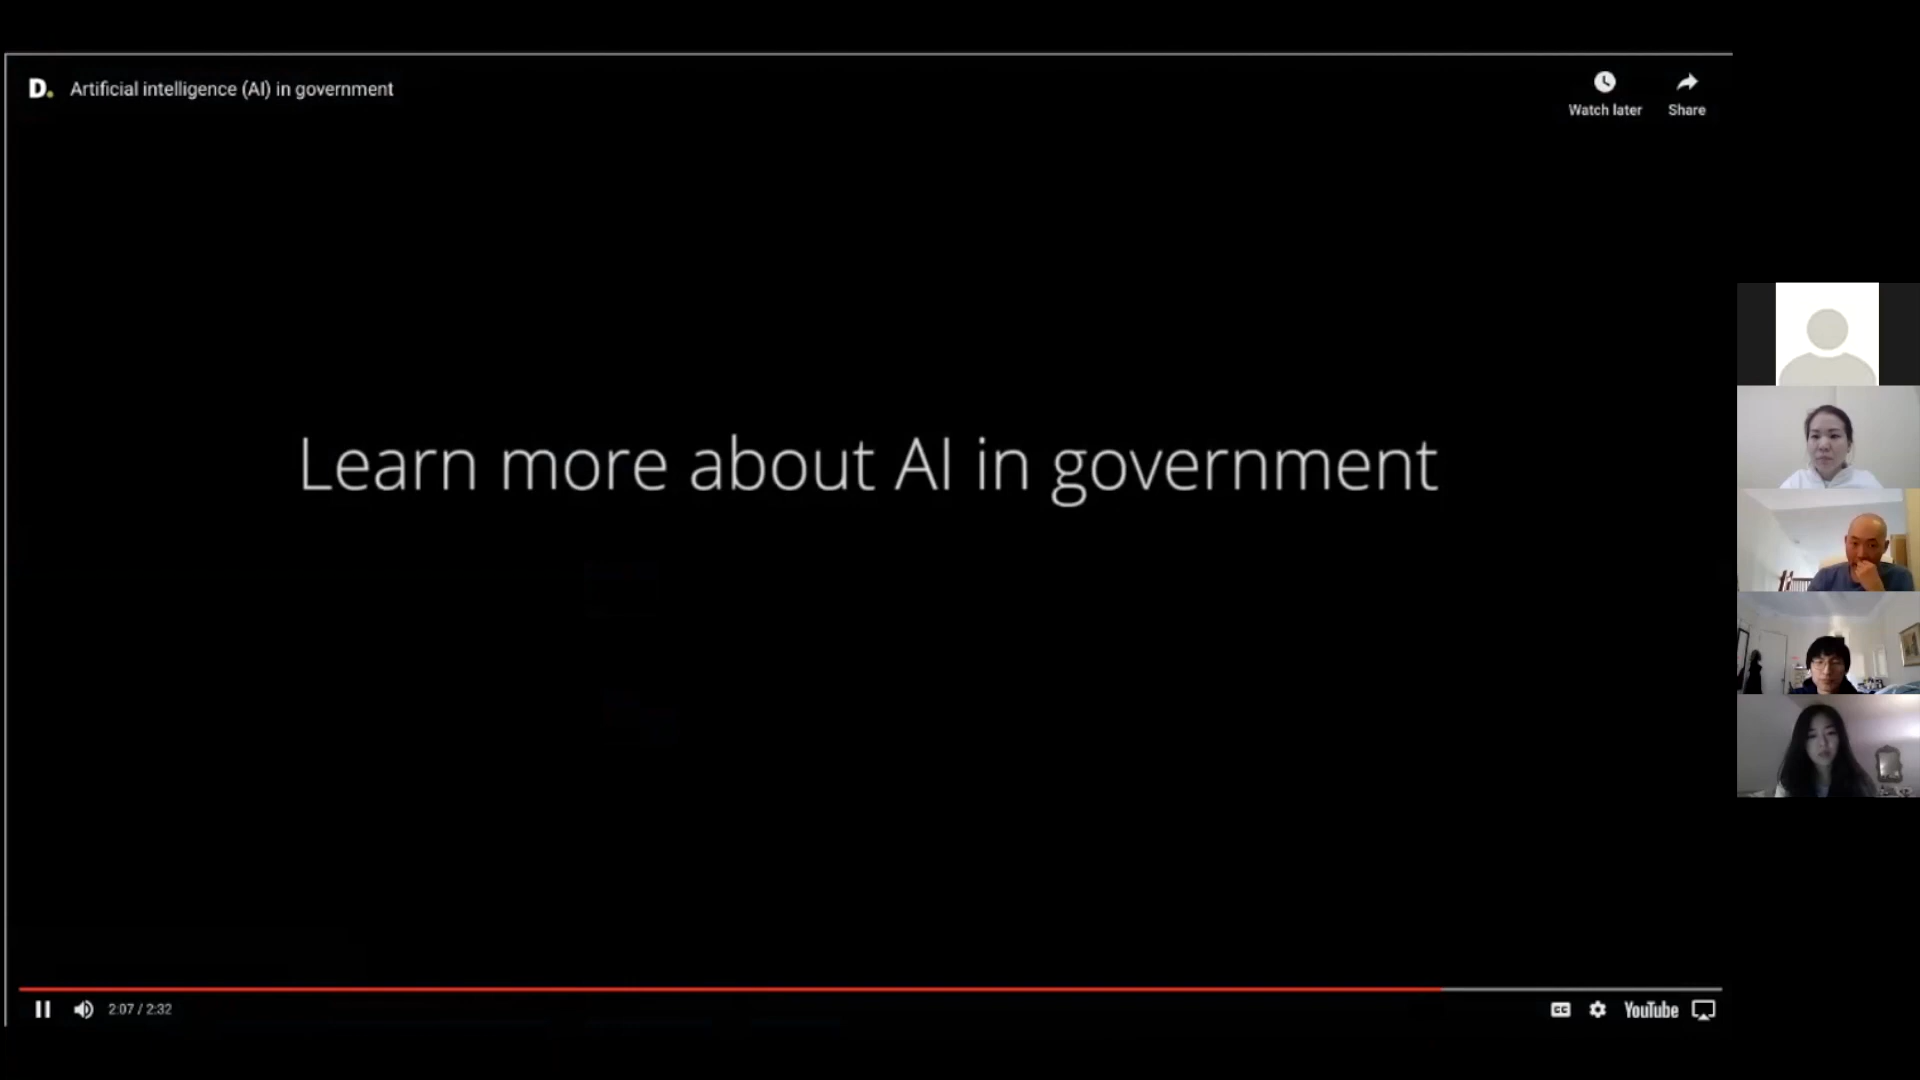 D. Artificial intelligence (AI) in government
Watch later
Share
Learn more about AI in government
2:07 / 2:32
CC
YouTube